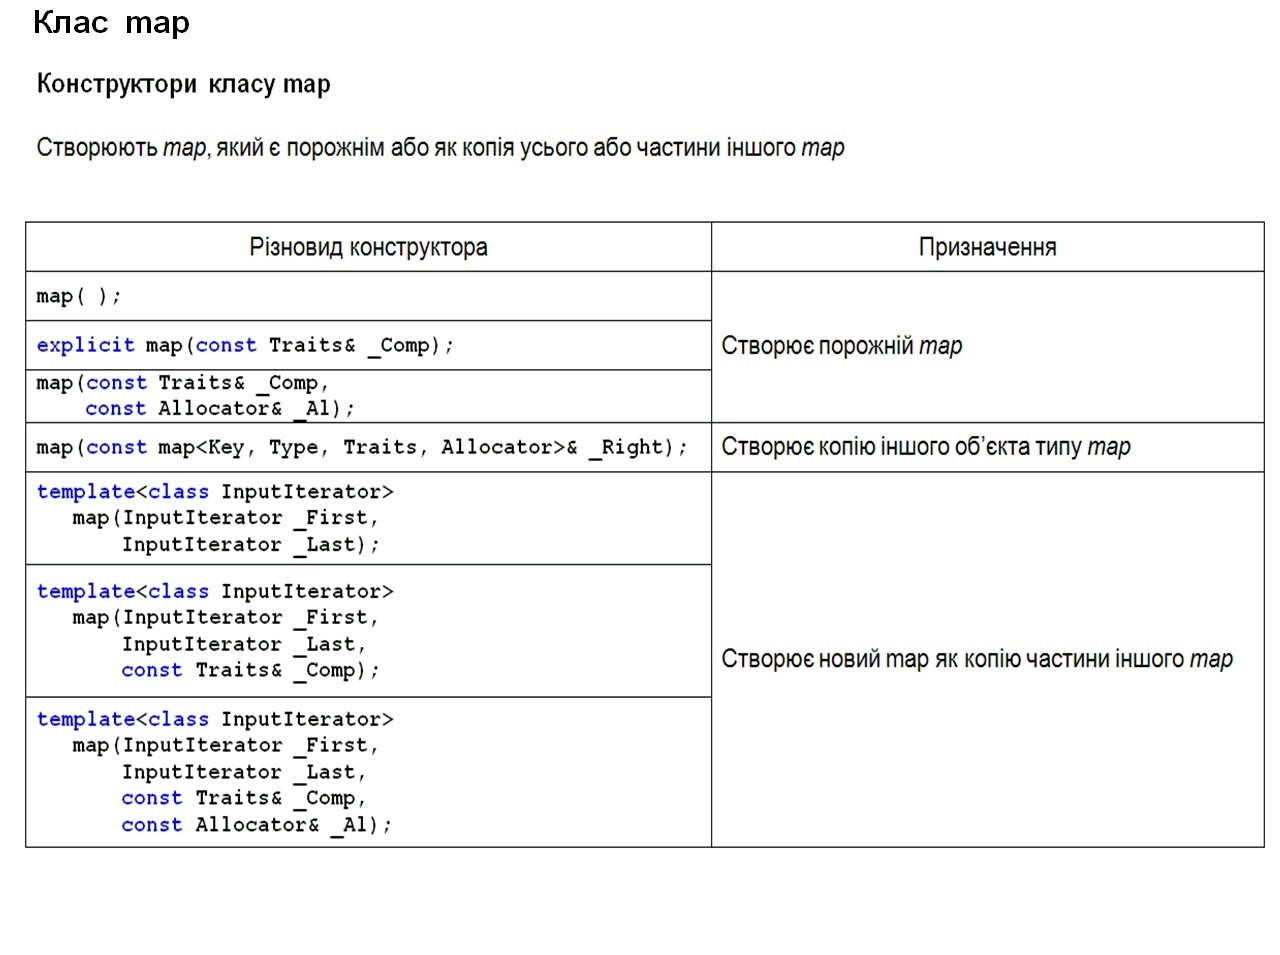 Клас map
Конструктори класу map
Створюють map, який є порожнім або як копія усього або частини іншого map
Різновид конструктора
Призначення
map( );
explicit map(const Traits& _Comp);
map(const Traits& _Comp,
const Allocator& _Al);
Створює порожній map
map(const map<Key, Type, Traits, Allocator>& _Right);
Створює копію іншого об’єкта типу map
template<class InputIterator>
map(InputIterator _First,
InputIterator _Last);
template<class InputIterator>
map(InputIterator _First,
InputIterator _Last,
const Traits& _Comp);
template<class InputIterator>
map(InputIterator _First,
InputIterator _Last,
const Traits& _Comp,
const Allocator& _Al);
Створює новий map як копію частини іншого map